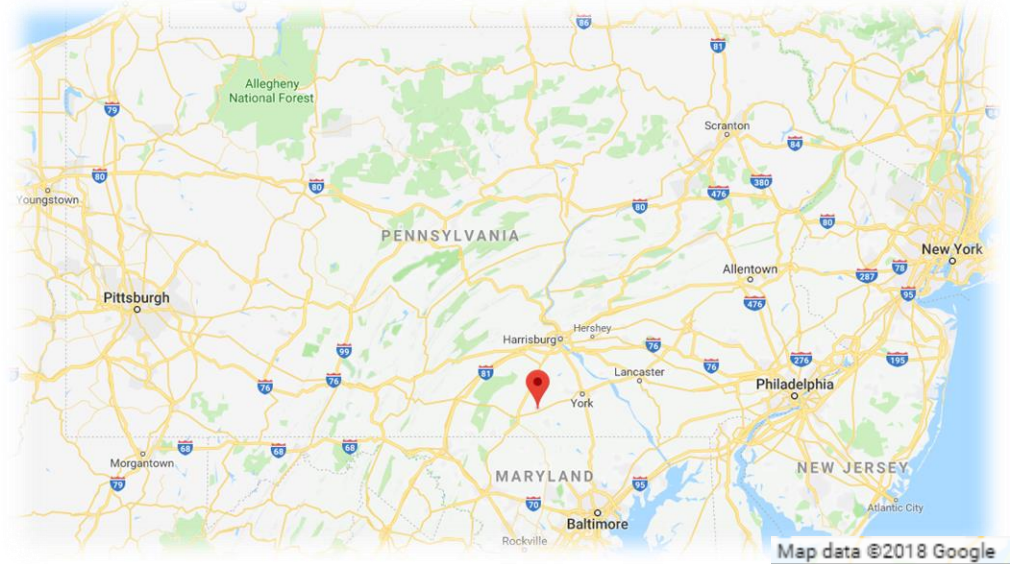 86
81
Allegheny
National Forest
79
Scranton
84
80
80
380
476
Youngstown
80
80
PENNSYLVANIA
New York
Allentown
78
287
476
95
Pittsburgh
Harrisburg
Hershey
76
99
276
195
76
81
76
76
Lancaster
Philadelphia
York
68
68
68
Morgantown
MARYLAND
NEW JERSEY
79
95
70
Atlantic City
Baltimore
Rockville
Map data ©2018 Google